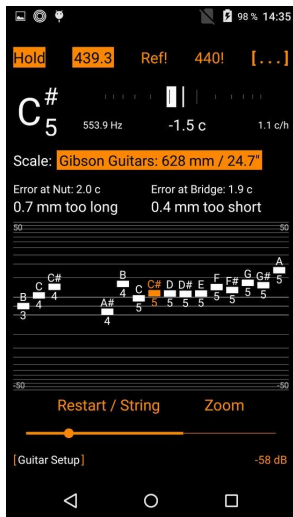 98 % 14:35
Hold 439.3 Ref! 440! [...]
C# 5
553.9 Hz -1.5 c 1.1 c/h
Scale: Gibson Guitars: 628 mm / 24.7"
Error at Nut: 2.0 c Error at Bridge: 1.9 c
0.7 mm too long 0.4 mm too short
50 50
B 3
C 4
C# 4
A# 4
B 4
C 5
C# 5
D 5
D# 5
E 5
F 5
F# 5
G 5
G# 5
A 5
-50 -50
Restart / String Zoom
[Guitar Setup] -58 dB